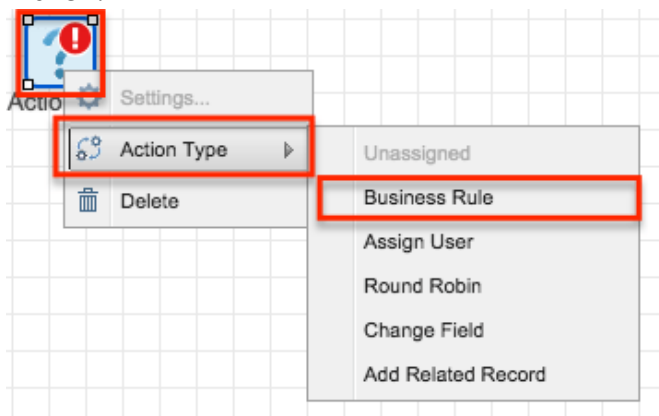 Actio
Settings...
Action Type
Unassigned
Delete
Business Rule
Assign User
Round Robin
Change Field
Add Related Record